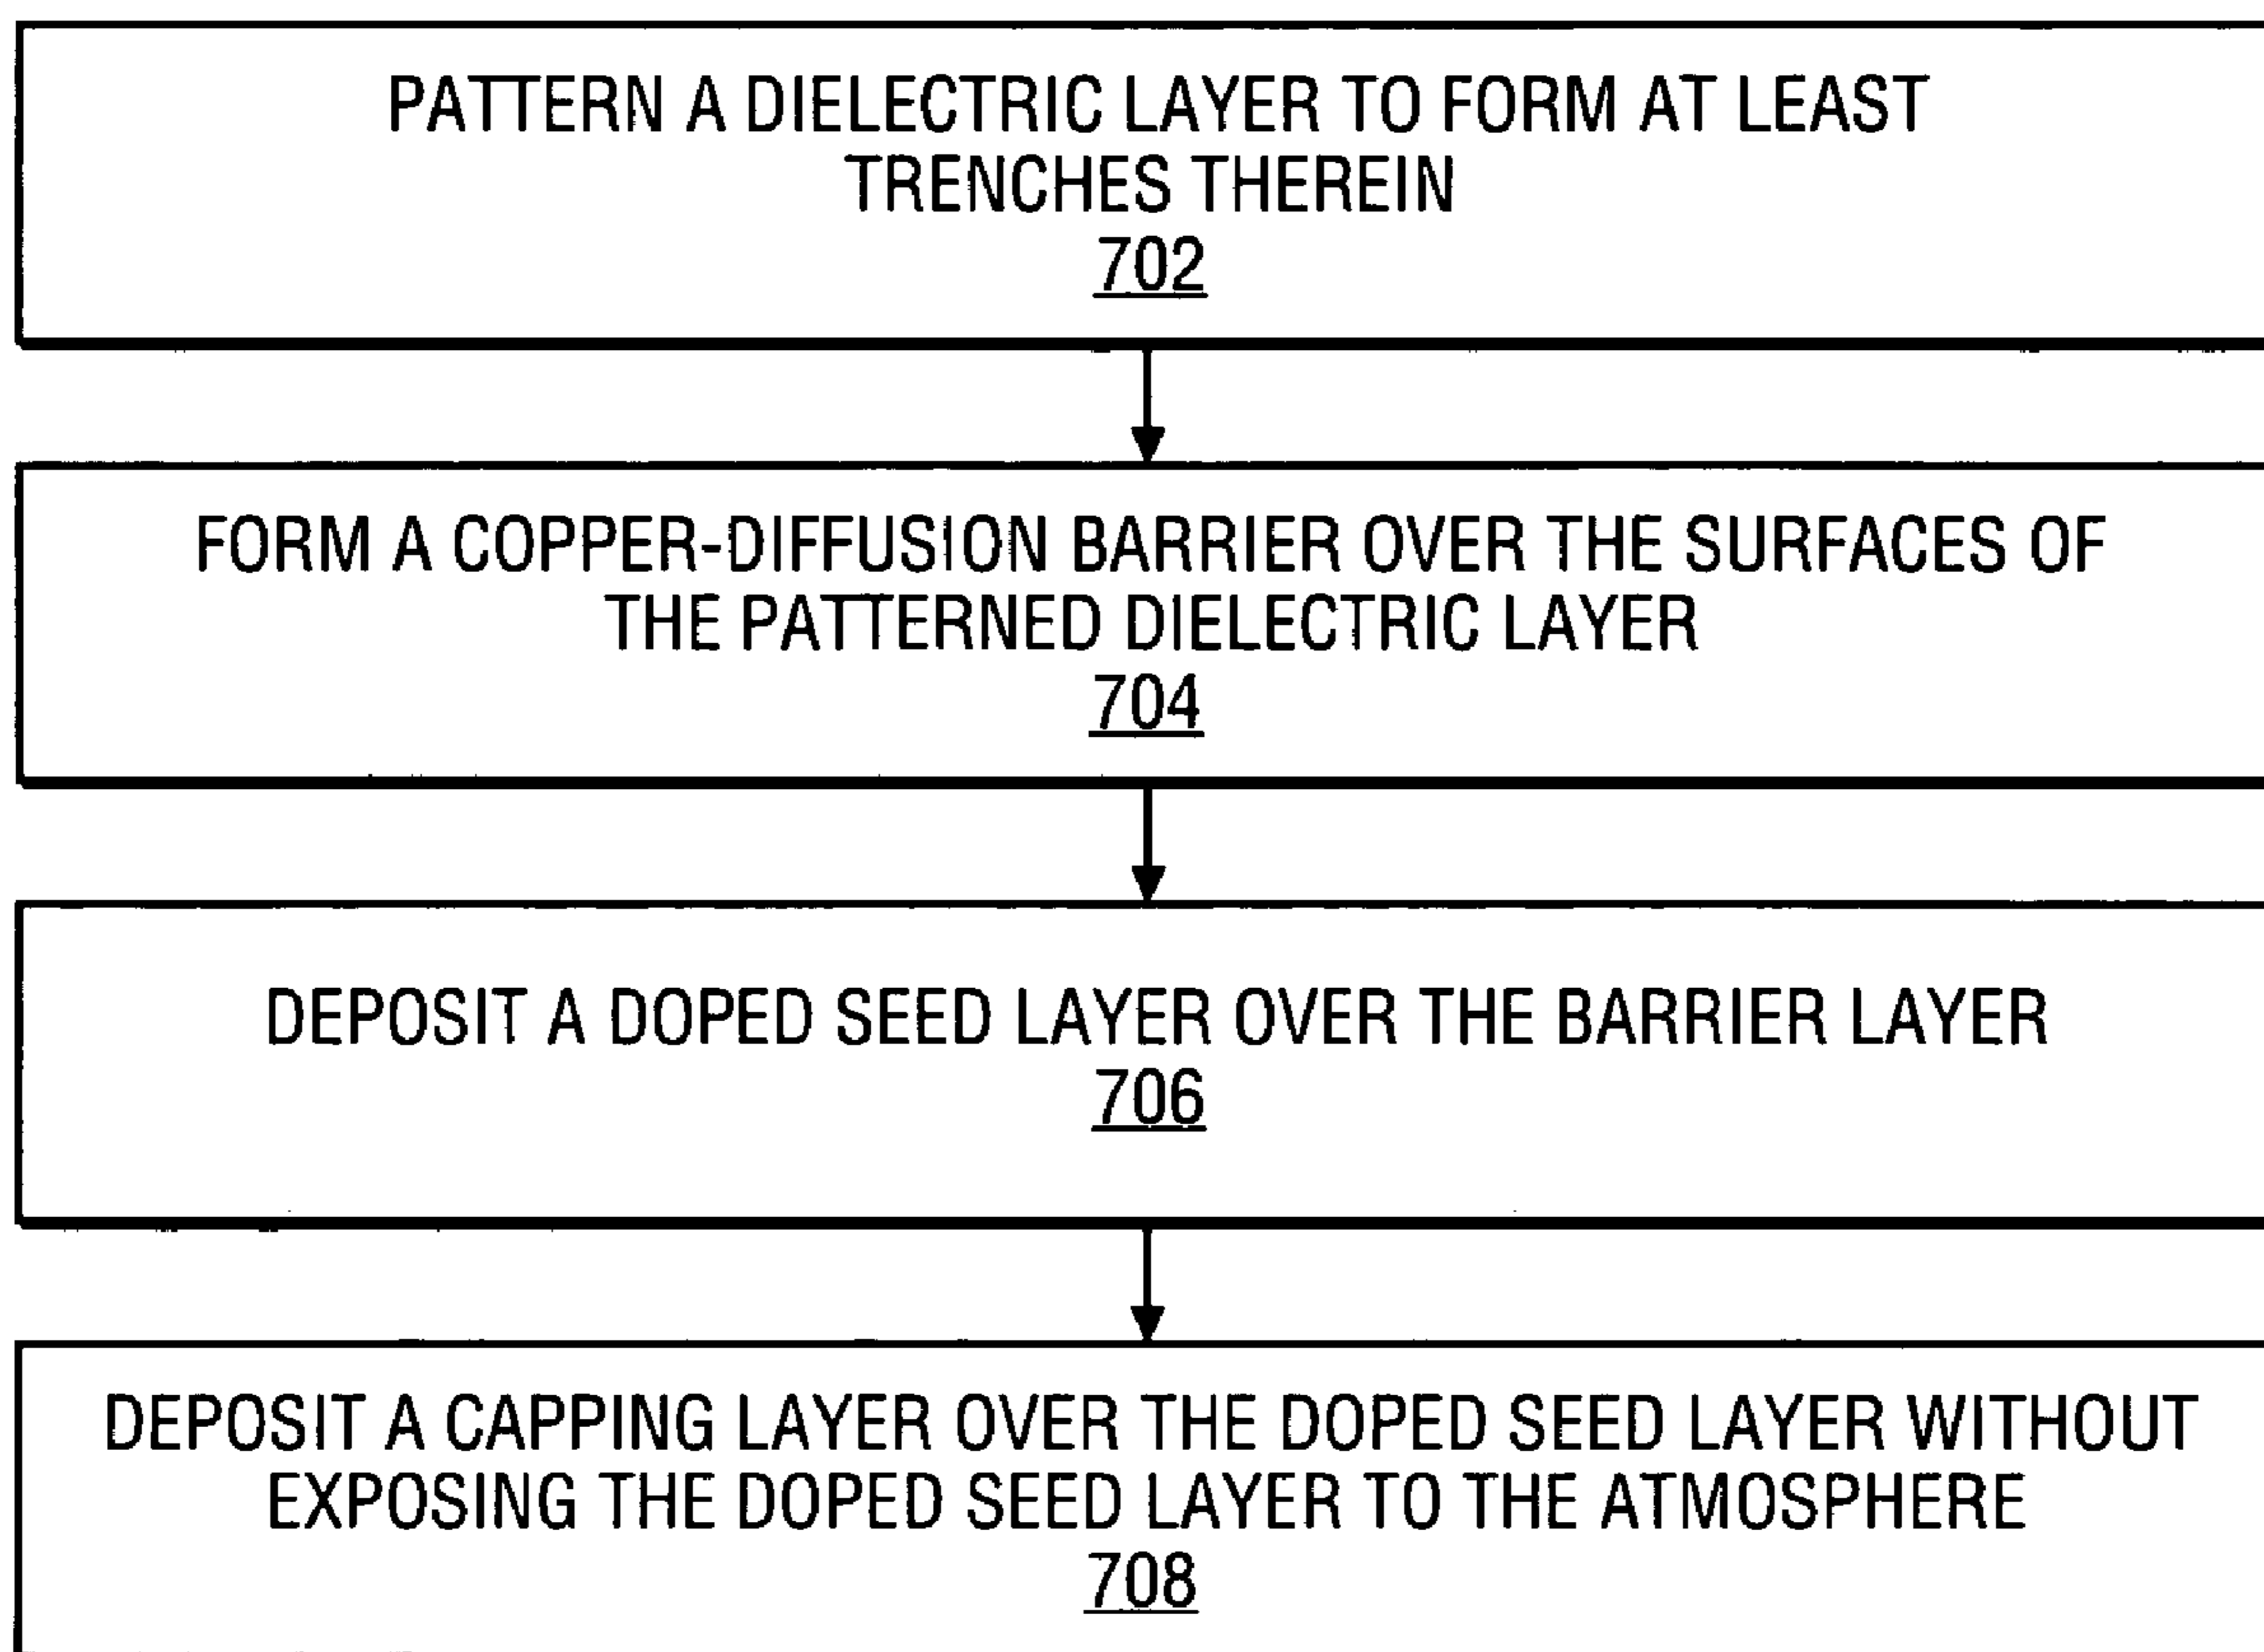 PATTERN A DIELECTRIC LAYER TO FORM AT LEAST
TRENCHES THEREIN
702
FORM A COPPER-DIFFUSION BARRIER OVER THE SURFACES OF
THE PATTERNED DIELECTRIC LAYER
704
DEPOSIT A DOPED SEED LAYER OVER THE BARRIER LAYER
706
DEPOSIT A CAPPING LAYER OVER THE DOPED SEED LAYER WITHOUT
EXPOSING THE DOPED SEED LAYER TO THE ATMOSPHERE
708